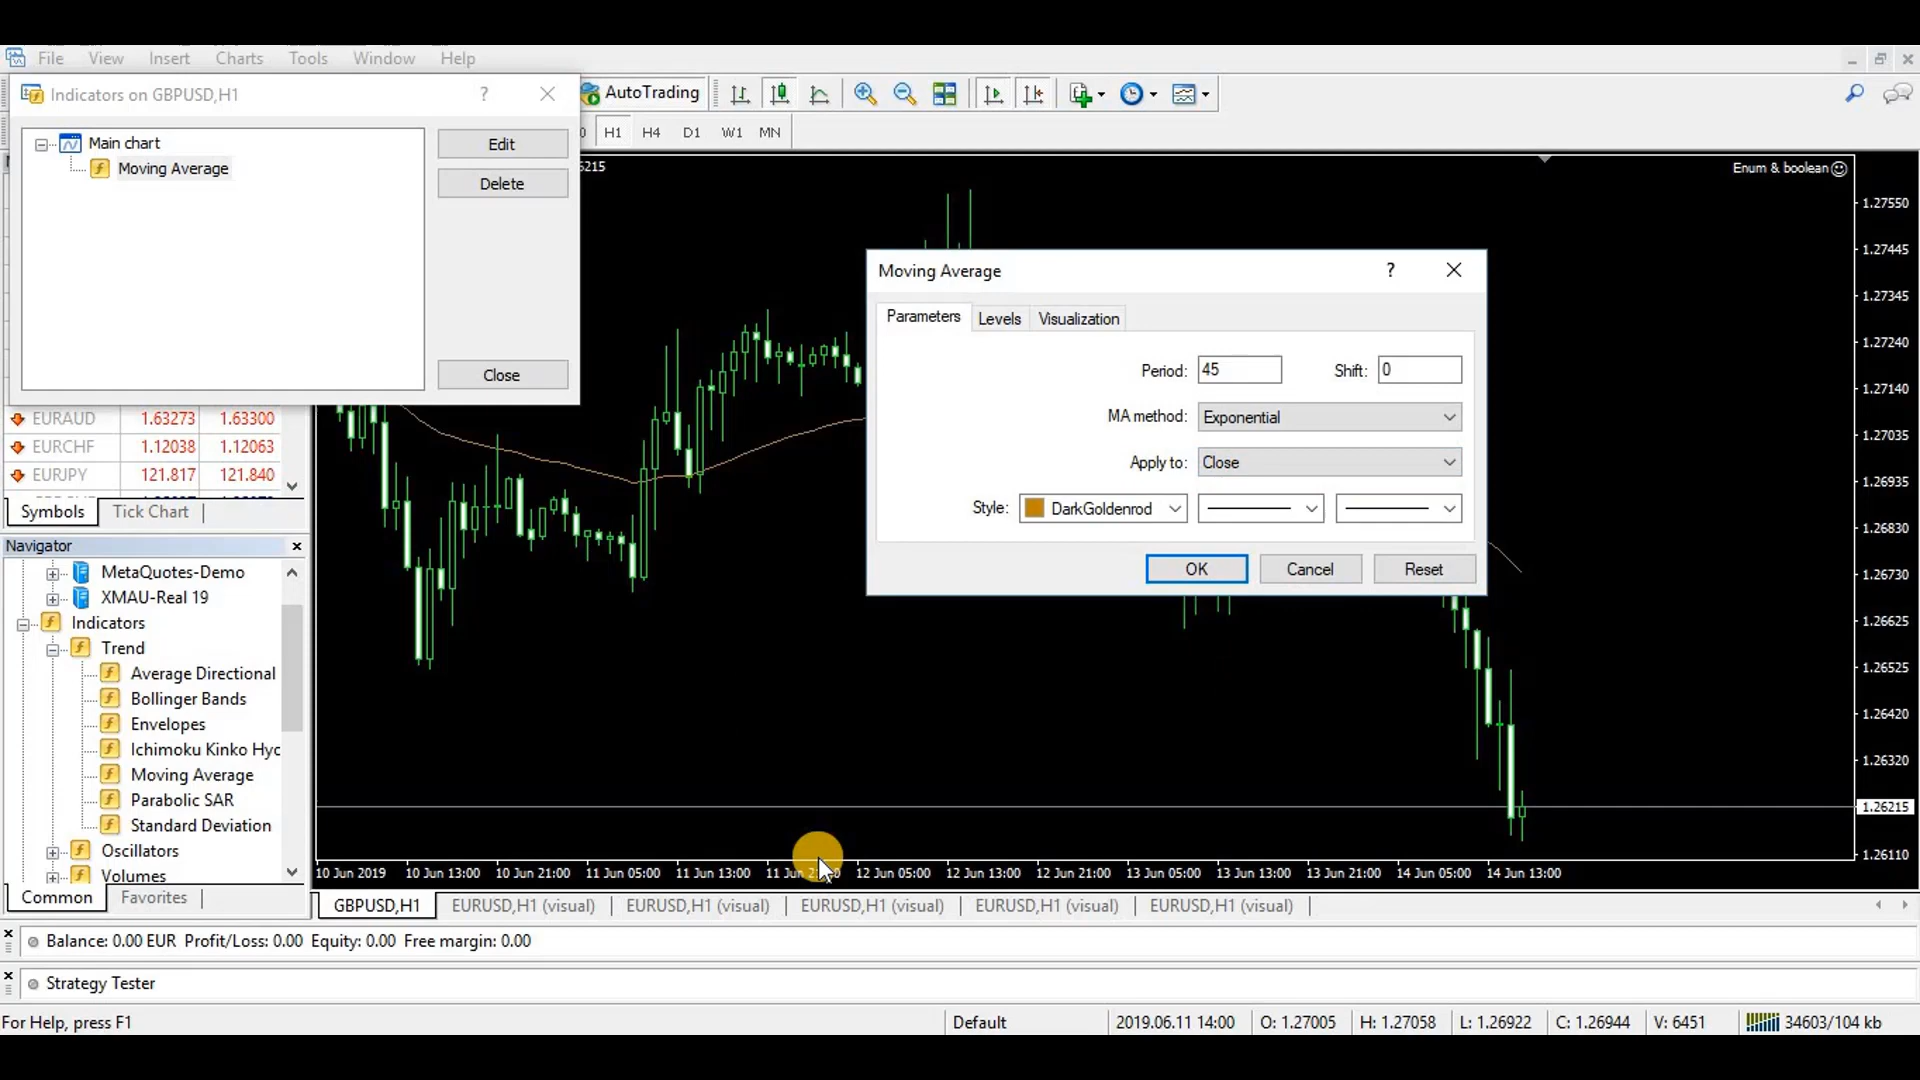 File View Insert Charts Tools Window Help
Indicators on GBPUSD,H1 ?
AutoTrading
Main chart
Moving Average
Edit
Delete
Close
H1 H4 D1 W1 MN
6215
Enum & boolean
EURAUD 1.63273 1.63300
EURCHF 1.12038 1.12063
EURJPY 121.817 121.840
Symbols Tick Chart
Navigator
MetaQuotes-Demo
XMAU-Real 19
Indicators
Trend
Average Directional
Bollinger Bands
Envelopes
Ichimoku Kinko Hyo
Moving Average
Parabolic SAR
Standard Deviation
Oscillators
Volumes
Common Favorites
Moving Average ?
Parameters Levels Visualization
Period: 45 Shift: 0
MA method: Exponential
Apply to: Close
Style: DarkGoldenrod
OK Cancel Reset
1.27550
1.27445
1.27345
1.27240
1.27140
1.27035
1.26935
1.26830
1.26730
1.26625
1.26525
1.26420
1.26320
1.26215
1.26110
10 Jun 2019 10 Jun 13:00 10 Jun 21:00 11 Jun 05:00 11 Jun 13:00 11 Jun 12 Jun 05:00 12 Jun 13:00 12 Jun 21:00 13 Jun 05:00 13 Jun 13:00 13 Jun 21:00 14 Jun 05:00 14 Jun 13:00
GBPUSD,H1 EURUSD,H1 (visual) EURUSD,H1 (visual) EURUSD,H1 (visual) EURUSD,H1 (visual) EURUSD,H1 (visual)
Balance: 0.00 EUR Profit/Loss: 0.00 Equity: 0.00 Free margin: 0.00
Strategy Tester
For Help, press F1 Default 2019.06.11 14:00 O: 1.27005 H: 1.27058 L: 1.26922 C: 1.26944 V: 6451 34603/104 kb